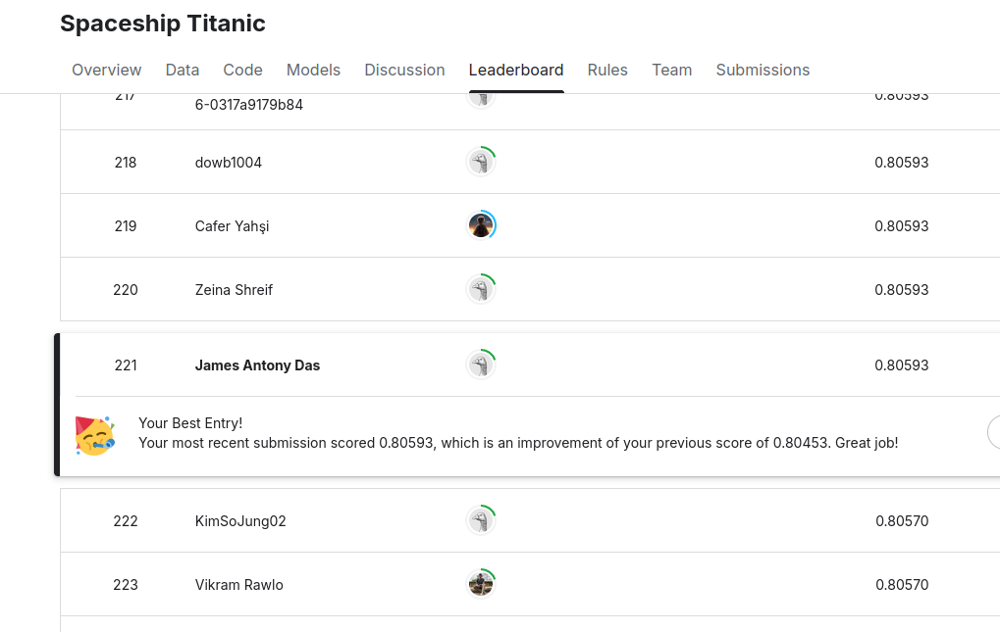 Spaceship Titanic
Overview Data Code Models Discussion Leaderboard Rules Team Submissions
217 0.80593
6-0317a9179b84
218 dowb1004 0.80593
219 Cafer Yahşi 0.80593
220 Zeina Shreif 0.80593
221 James Antony Das 0.80593
Your Best Entry!
Your most recent submission scored 0.80593, which is an improvement of your previous score of 0.80453. Great job!
222 KimSoJung02 0.80570
223 Vikram Rawlo 0.80570